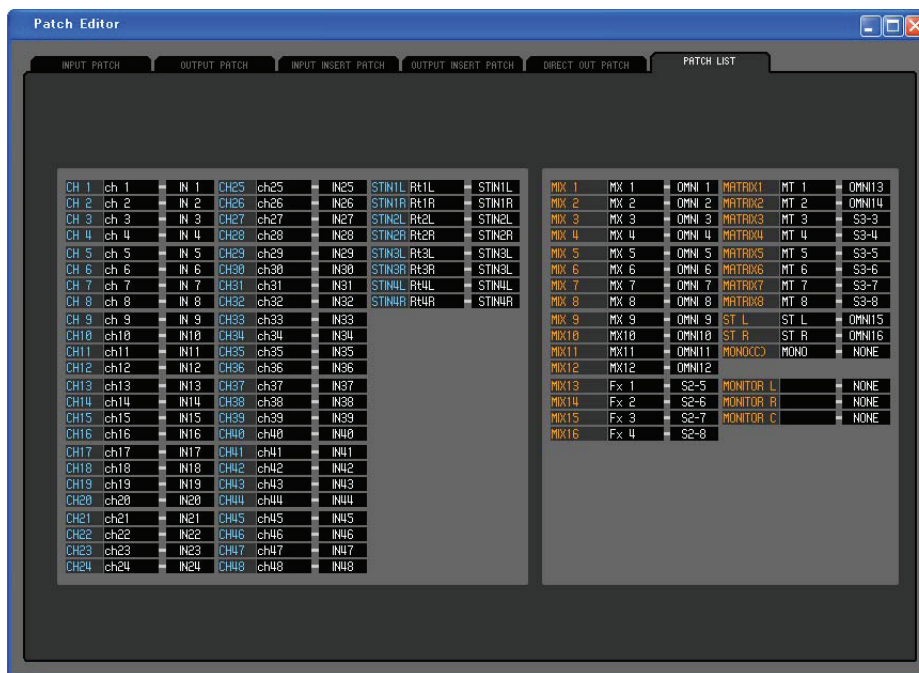 Patch Editor
INPUT PATCH OUTPUT PATCH INPUT INSERT PATCH OUTPUT INSERT PATCH DIRECT OUT PATCH PATCH LIST
CH 1 ch 1 IN 1 CH25 ch25 IN25 STIN1L Rt1L STIN1L MIX 1 MX 1 OMNI 1 MATRIX1 MT 1 OMNI13
CH 2 ch 2 IN 2 CH26 ch26 IN26 STIN1R Rt1R STIN1R MIX 2 MX 2 OMNI 2 MATRIX2 MT 2 OMNI14
CH 3 ch 3 IN 3 CH27 ch27 IN27 STIN2L Rt2L STIN2L MIX 3 MX 3 OMNI 3 MATRIX3 MT 3 S3-3
CH 4 ch 4 IN 4 CH28 ch28 IN28 STIN2R Rt2R STIN2R MIX 4 MX 4 OMNI 4 MATRIX4 MT 4 S3-4
CH 5 ch 5 IN 5 CH29 ch29 IN29 STIN3L Rt3L STIN3L MIX 5 MX 5 OMNI 5 MATRIX5 MT 5 S3-5
CH 6 ch 6 IN 6 CH30 ch30 IN30 STIN3R Rt3R STIN3R MIX 6 MX 6 OMNI 6 MATRIX6 MT 6 S3-6
CH 7 ch 7 IN 7 CH31 ch31 IN31 STIN4L Rt4L STIN4L MIX 7 MX 7 OMNI 7 MATRIX7 MT 7 S3-7
CH 8 ch 8 IN 8 CH32 ch32 IN32 STIN4R Rt4R STIN4R MIX 8 MX 8 OMNI 8 MATRIX8 MT 8 S3-8
CH 9 ch 9 IN 9 CH33 ch33 IN33 MIX 9 MX 9 OMNI 9 ST L ST L OMNI15
CH10 ch10 IN10 CH34 ch34 IN34 MIX10 MX10 OMNI10 ST R ST R OMNI16
CH11 ch11 IN11 CH35 ch35 IN35 MIX11 MX11 OMNI11 MONO(C) MONO NONE
CH12 ch12 IN12 CH36 ch36 IN36 MIX12 MX12 OMNI12
CH13 ch13 IN13 CH37 ch37 IN37 MIX13 Fx 1 S2-5 MONITOR L NONE
CH14 ch14 IN14 CH38 ch38 IN38 MIX14 Fx 2 S2-6 MONITOR R NONE
CH15 ch15 IN15 CH39 ch39 IN39 MIX15 Fx 3 S2-7 MONITOR C NONE
CH16 ch16 IN16 CH40 ch40 IN40 MIX16 Fx 4 S2-8
CH17 ch17 IN17 CH41 ch41 IN41
CH18 ch18 IN18 CH42 ch42 IN42
CH19 ch19 IN19 CH43 ch43 IN43
CH20 ch20 IN20 CH44 ch44 IN44
CH21 ch21 IN21 CH45 ch45 IN45
CH22 ch22 IN22 CH46 ch46 IN46
CH23 ch23 IN23 CH47 ch47 IN47
CH24 ch24 IN24 CH48 ch48 IN48